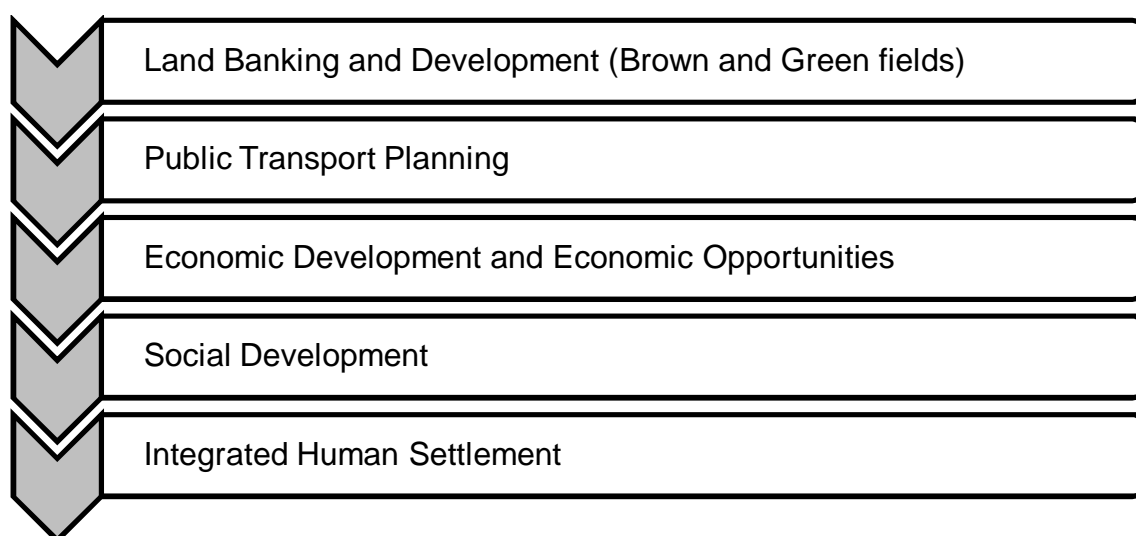 Land Banking and Development (Brown and Green fields)
Public Transport Planning
Economic Development and Economic Opportunities
Social Development
Integrated Human Settlement